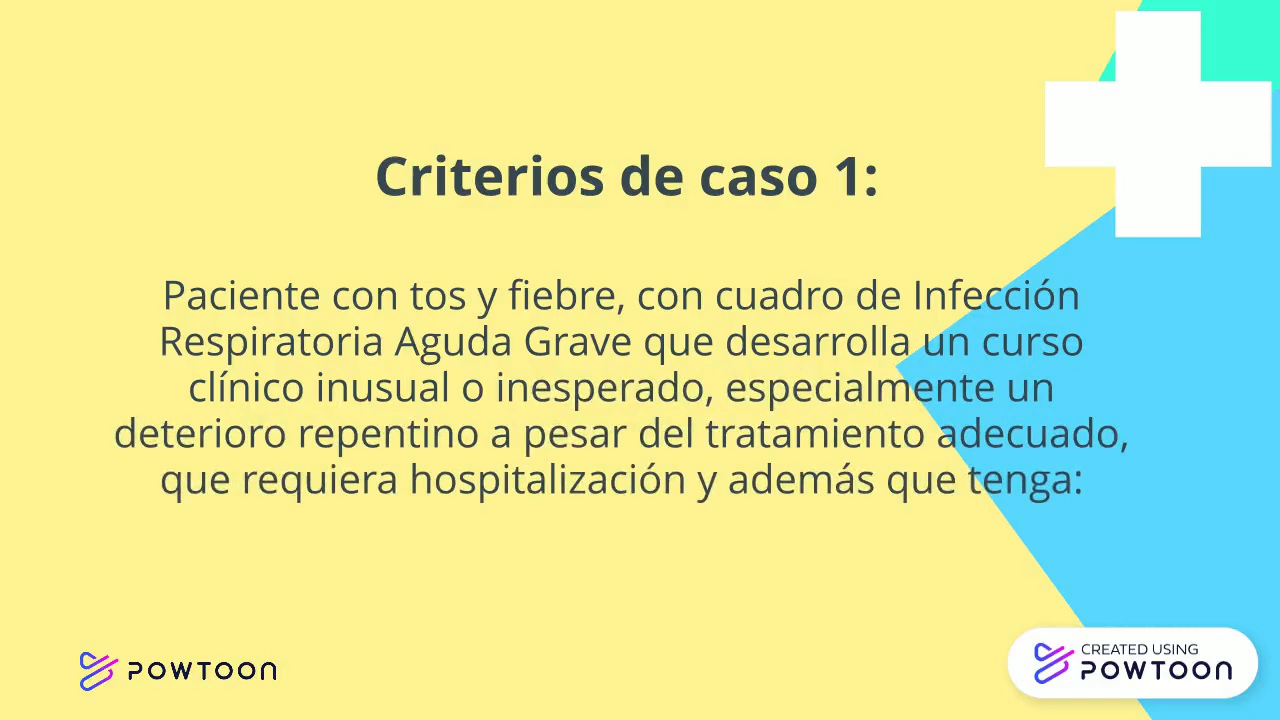 Criterios de caso 1:
Paciente con tos y fiebre, con cuadro de Infección
Respiratoria Aguda Grave que desarrolla un curso
clínico inusual o inesperado, especialmente un
deterioro repentino a pesar del tratamiento adecuado,
que requiera hospitalización y además que tenga:
POWTOON
CREATED USING
POWTOON